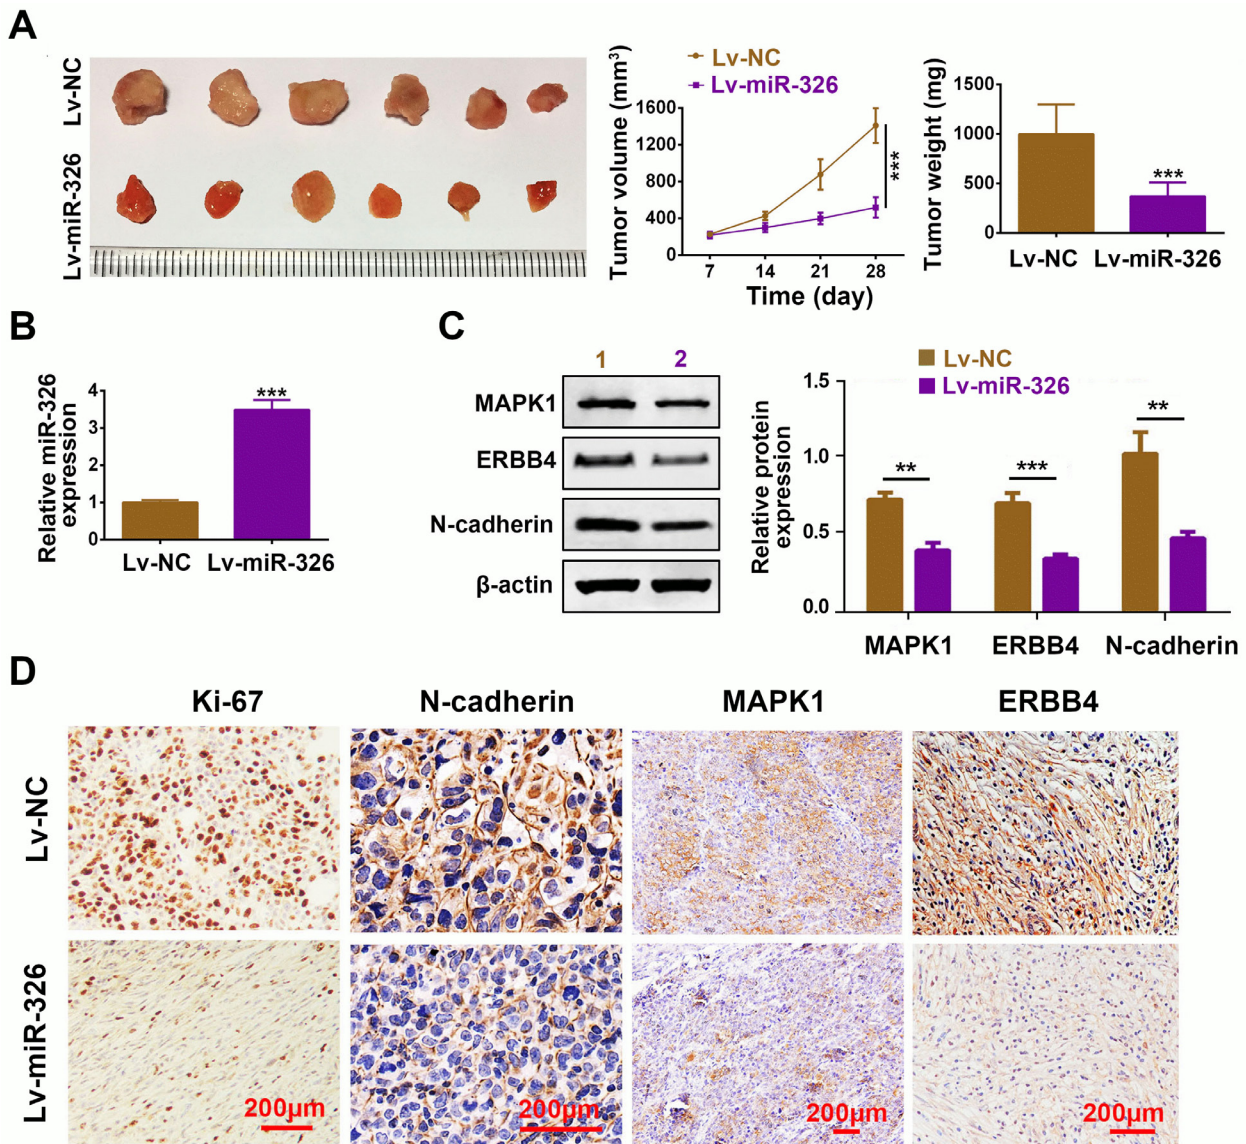 A
Lv-NC
Lv-miR-326
Lv-NC
Lv-miR-326
Tumor volume (mm³)
1600
1200
800
400
0
7 14 21 28
Time (day)
***
Tumor weight (mg)
1500
1000
500
0
***
Lv-NC Lv-miR-326
B
Relative miR-326
expression
4
3
2
1
0
***
Lv-NC Lv-miR-326
C
1 2
MAPK1
ERBB4
N-cadherin
β-actin
Lv-NC
Lv-miR-326
Relative protein
expression
1.5
1.0
0.5
0.0
**
***
**
MAPK1 ERBB4 N-cadherin
D
Ki-67 N-cadherin MAPK1 ERBB4
Lv-NC
Lv-miR-326
200μm 200μm 200μm 200μm